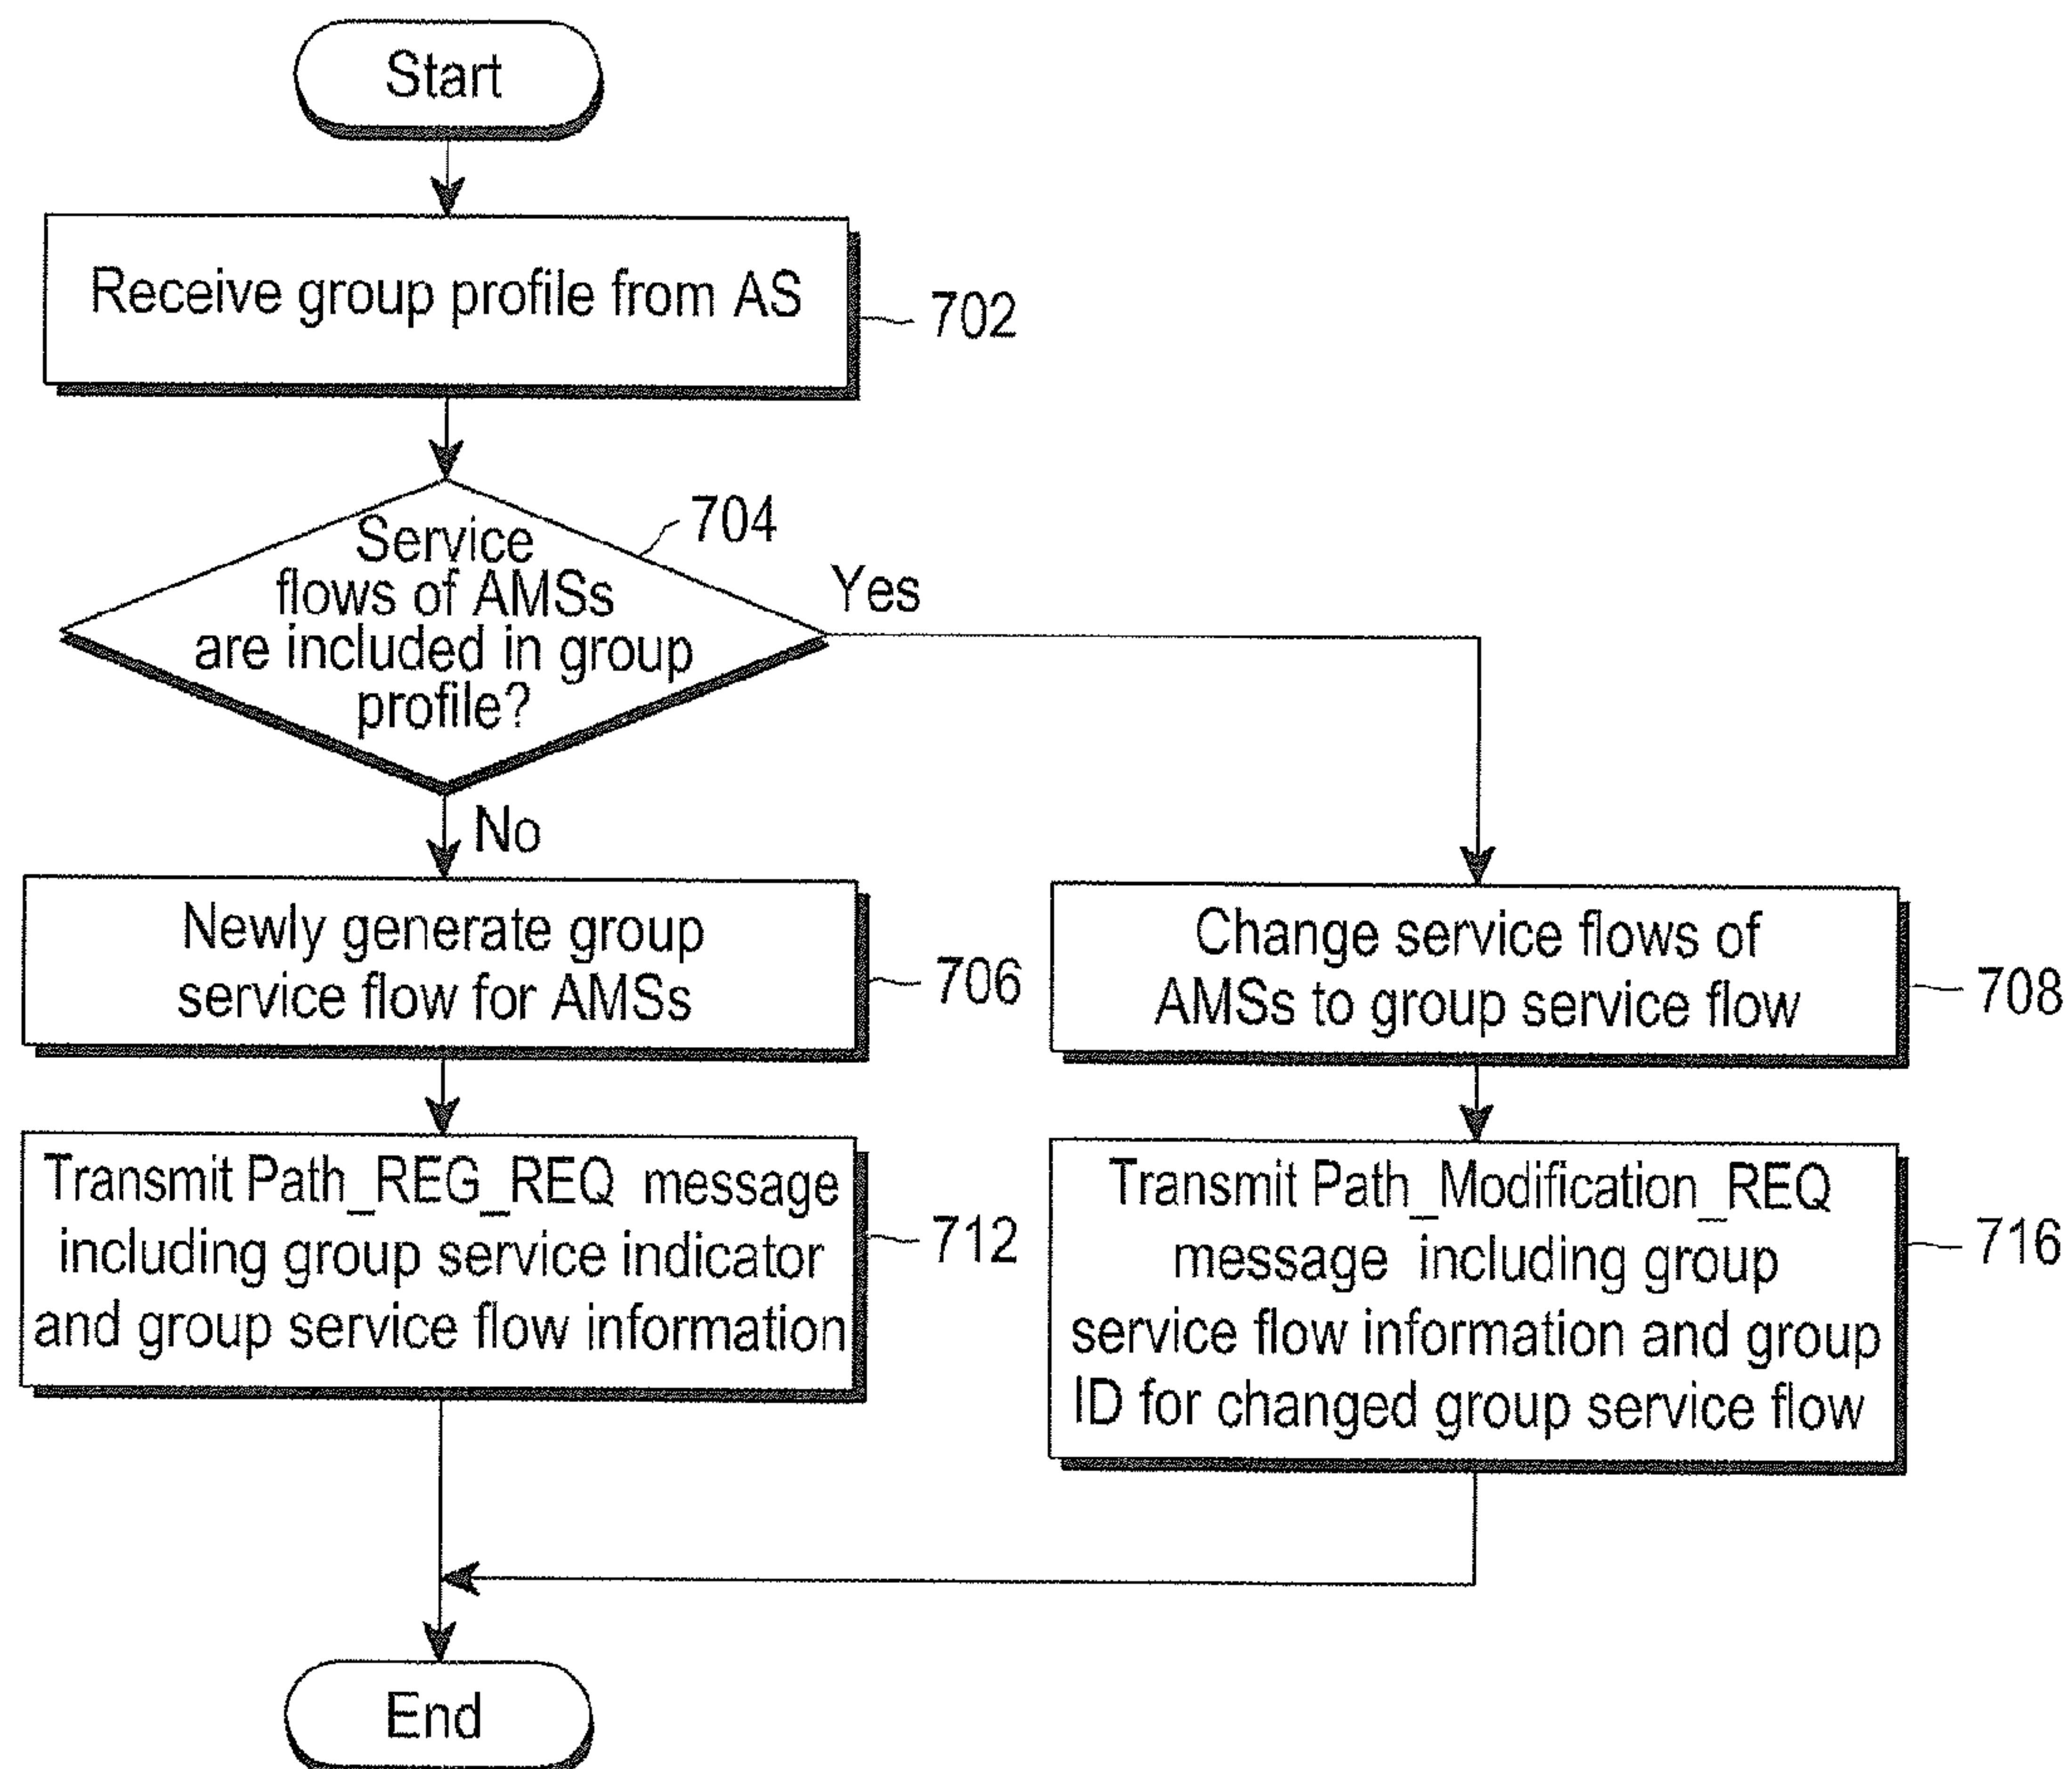 Start
Receive group profile from AS
702
Service
flows of AMSs
are included in group
profile?
704
Yes
No
Newly generate group
service flow for AMSs
706
Change service flows of
AMSs to group service flow
708
Transmit Path_REG_REQ message
including group service indicator
and group service flow information
712
Transmit Path_Modification_REQ
message including group
service flow information and group
ID for changed group service flow
716
End